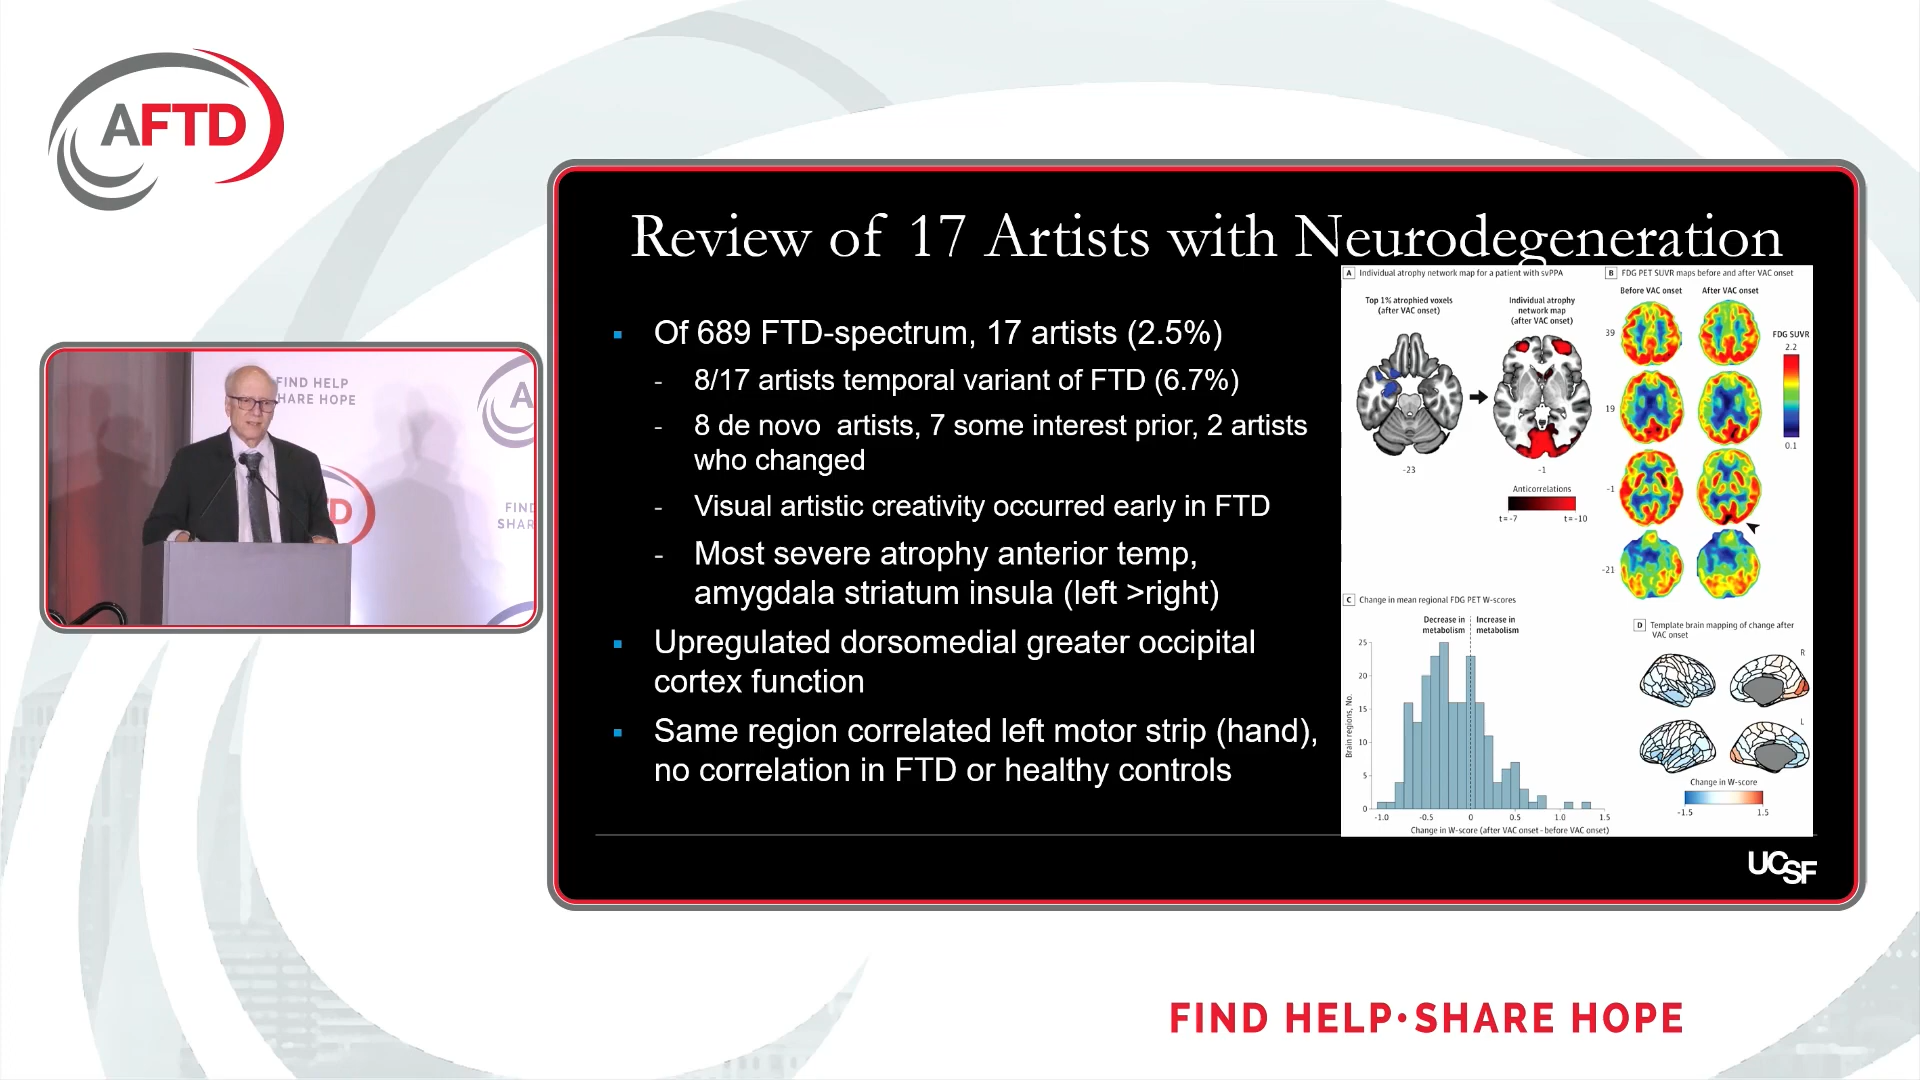 AFTD
FIND HELP
HARE HOPE
A
D
FIND
SHAR
Review of 17 Artists with Neurodegeneration
▪ Of 689 FTD-spectrum, 17 artists (2.5%)
- 8/17 artists temporal variant of FTD (6.7%)
- 8 de novo artists, 7 some interest prior, 2 artists
who changed
- Visual artistic creativity occurred early in FTD
- Most severe atrophy anterior temp,
amygdala striatum insula (left >right)
▪ Upregulated dorsomedial greater occipital
cortex function
▪ Same region correlated left motor strip (hand),
no correlation in FTD or healthy controls
A Individual atrophy network map for a patient with svPPA
Top 1% atrophied voxels
(after VAC onset)
Individual atrophy
network map
(after VAC onset)
-23
-1
Anticorrelations
t=-7 t=-10
B FDG PET SUVR maps before and after VAC onset
Before VAC onset After VAC onset
39
19
-1
-21
FDG SUVR
2.2
0.1
C Change in mean regional FDG PET W-scores
Decrease in
metabolism
Increase in
metabolism
Brain regions, No.
25
20
15
10
5
0
-1.0 -0.5 0 0.5 1.0 1.5
Change in W-score (after VAC onset - before VAC onset)
D Template brain mapping of change after
VAC onset
R
L
Change in W-score
-1.5 1.5
UCSF
FIND HELP•SHARE HOPE